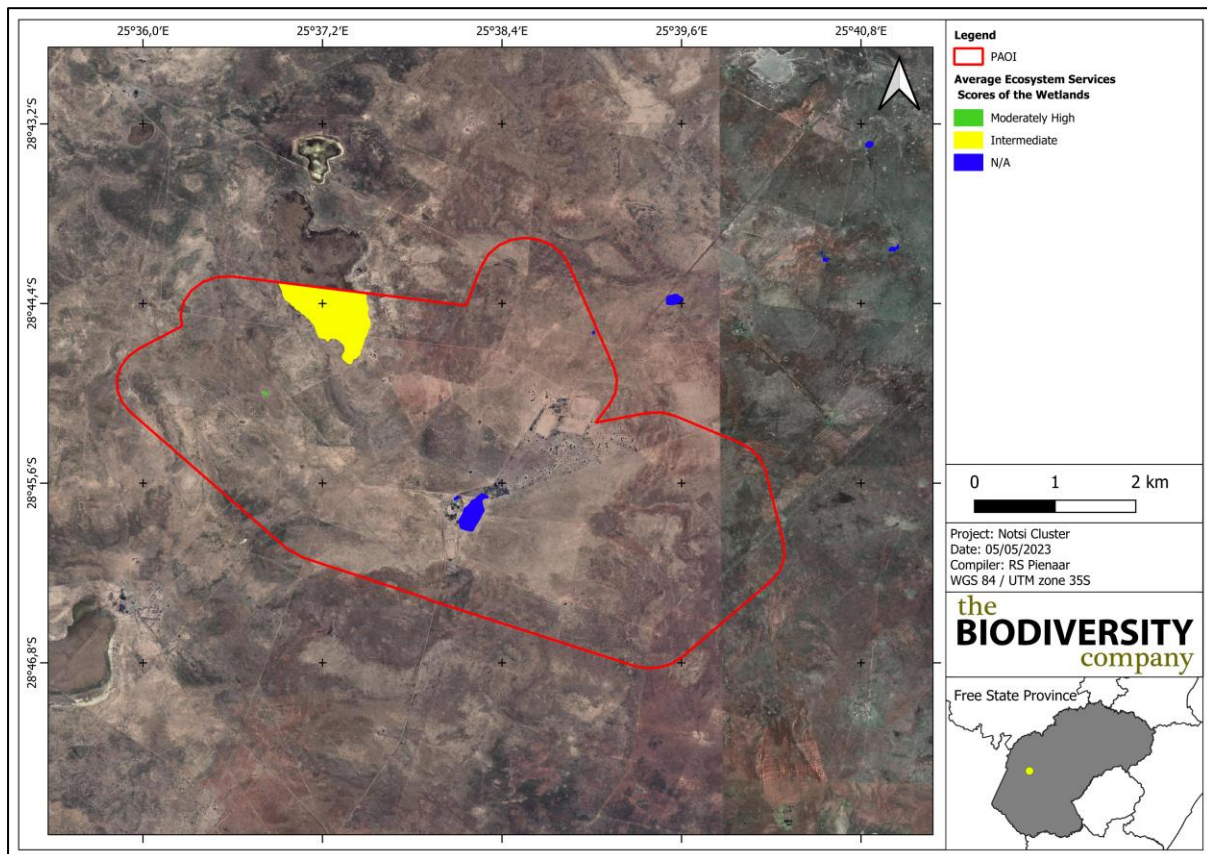 25°36,0'E
25°37,2'E
25°38,4'E
25°39,6'E
25°40,8'E
28°43,2'S
28°44,4'S
28°45,6'S
28°46,8'S
Legend
PAOI
Average Ecosystem Services
Scores of the Wetlands
Moderately High
Intermediate
N/A
0 1 2 km
Project: Notsi Cluster
Date: 05/05/2023
Compiler: RS Pienaar
WGS 84 / UTM zone 35S
the
BIODIVERSITY
company
Free State Province